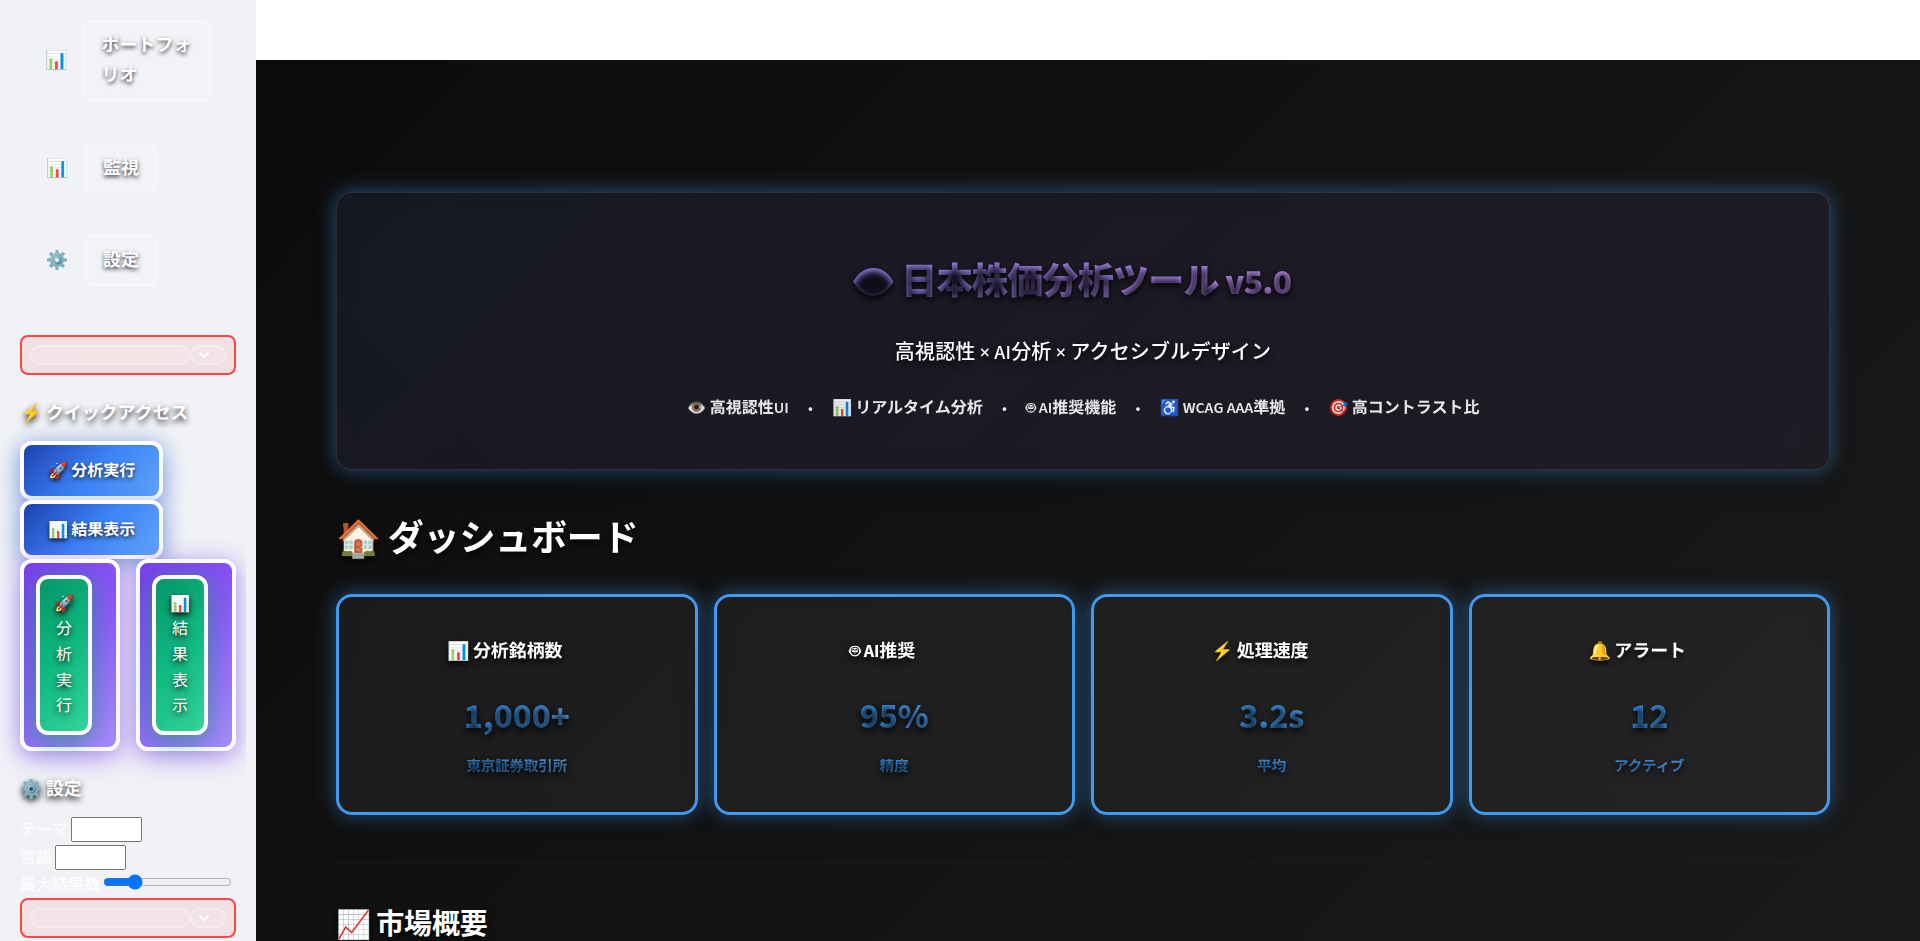 ポートフォ
リオ
監視
設定
クイックアクセス
分析実行
結果表示
分析実行
結果表示
設定
テーマ
言語
最大結果数
日本株価分析ツール v5.0
高視認性 × AI分析 × アクセシブルデザイン
高視認性UI • リアルタイム分析 • AI推奨機能 • WCAG AAA準拠 • 高コントラスト比
ダッシュボード
分析銘柄数
1,000+
東京証券取引所
AI推奨
95%
精度
処理速度
3.2s
平均
アラート
12
アクティブ
市場概要